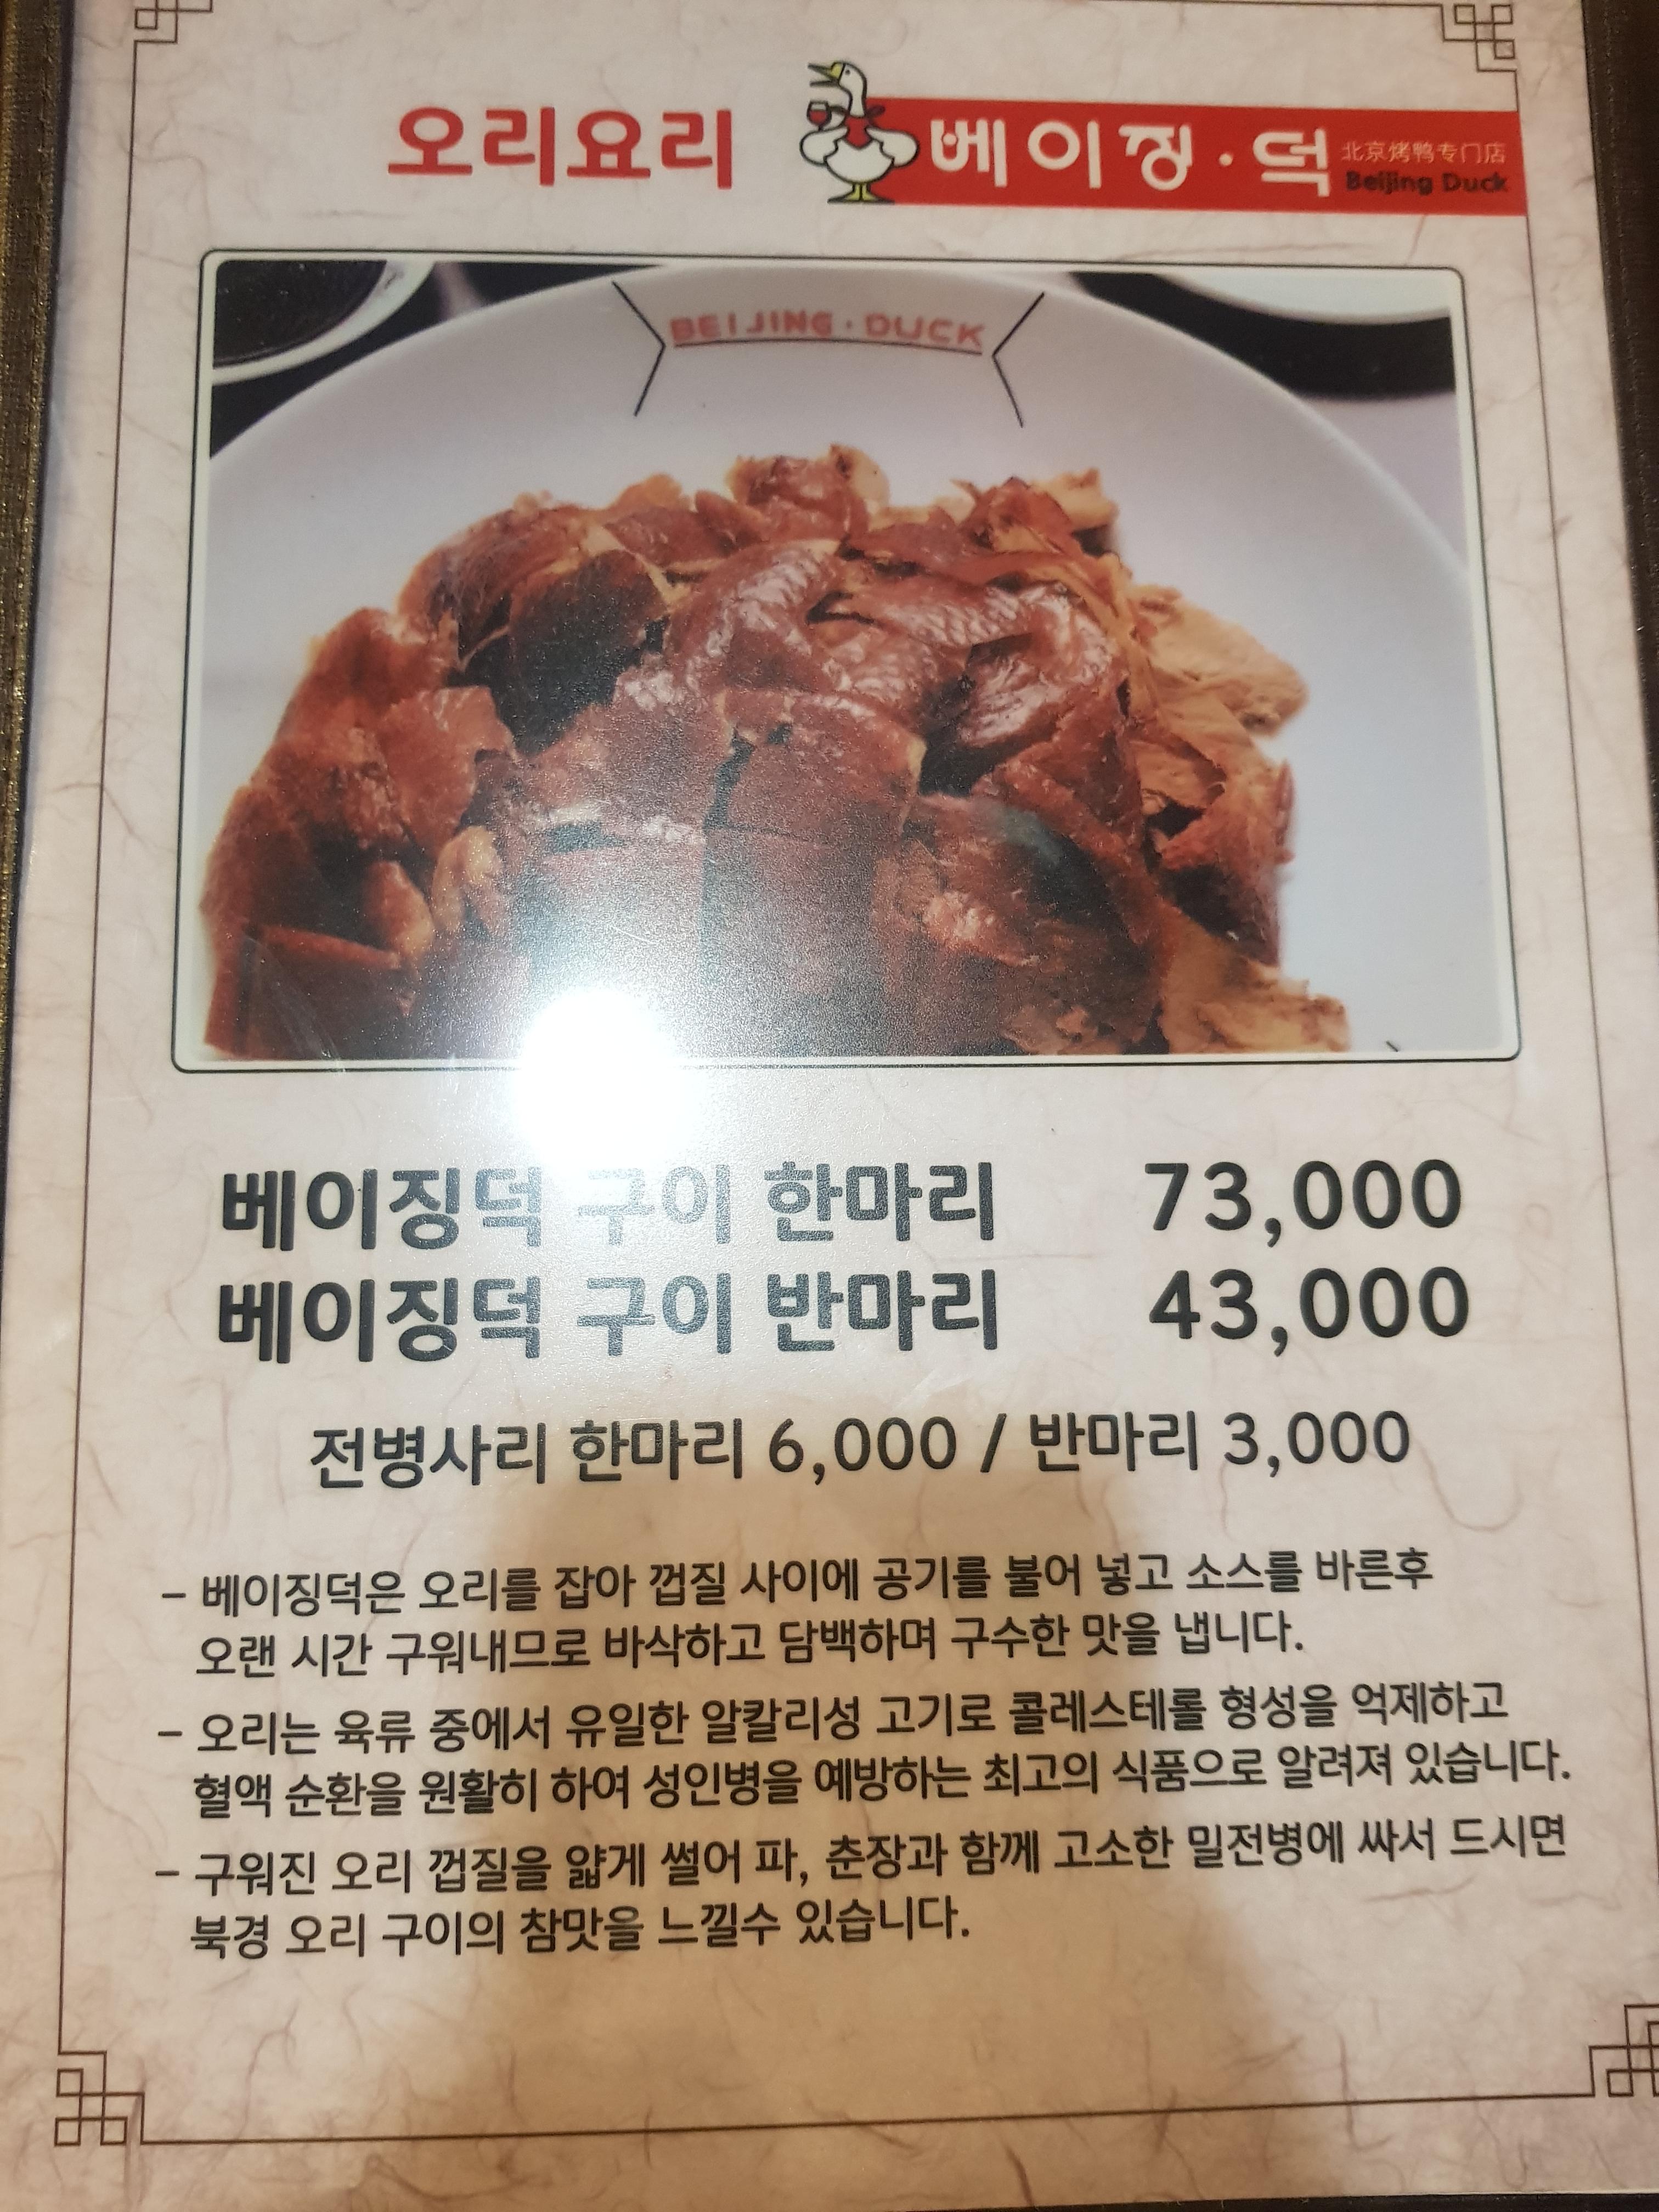 오리요리
베이징·덕 北京烤鸭专门店
Beijing Duck
BEIJING·DUCK
베이징덕 구이 한마리 73,000
베이징덕 구이 반마리 43,000
전병사리 한마리 6,000 / 반마리 3,000
- 베이징덕은 오리를 잡아 껍질 사이에 공기를 불어 넣고 소스를 바른후
오랜 시간 구워내므로 바삭하고 담백하며 구수한 맛을 냅니다.
- 오리는 육류 중에서 유일한 알칼리성 고기로 콜레스테롤 형성을 억제하고
혈액 순환을 원활히 하여 성인병을 예방하는 최고의 식품으로 알려져 있습니다.
- 구워진 오리 껍질을 얇게 썰어 파, 춘장과 함께 고소한 밀전병에 싸서 드시면
북경 오리 구이의 참맛을 느낄수 있습니다.